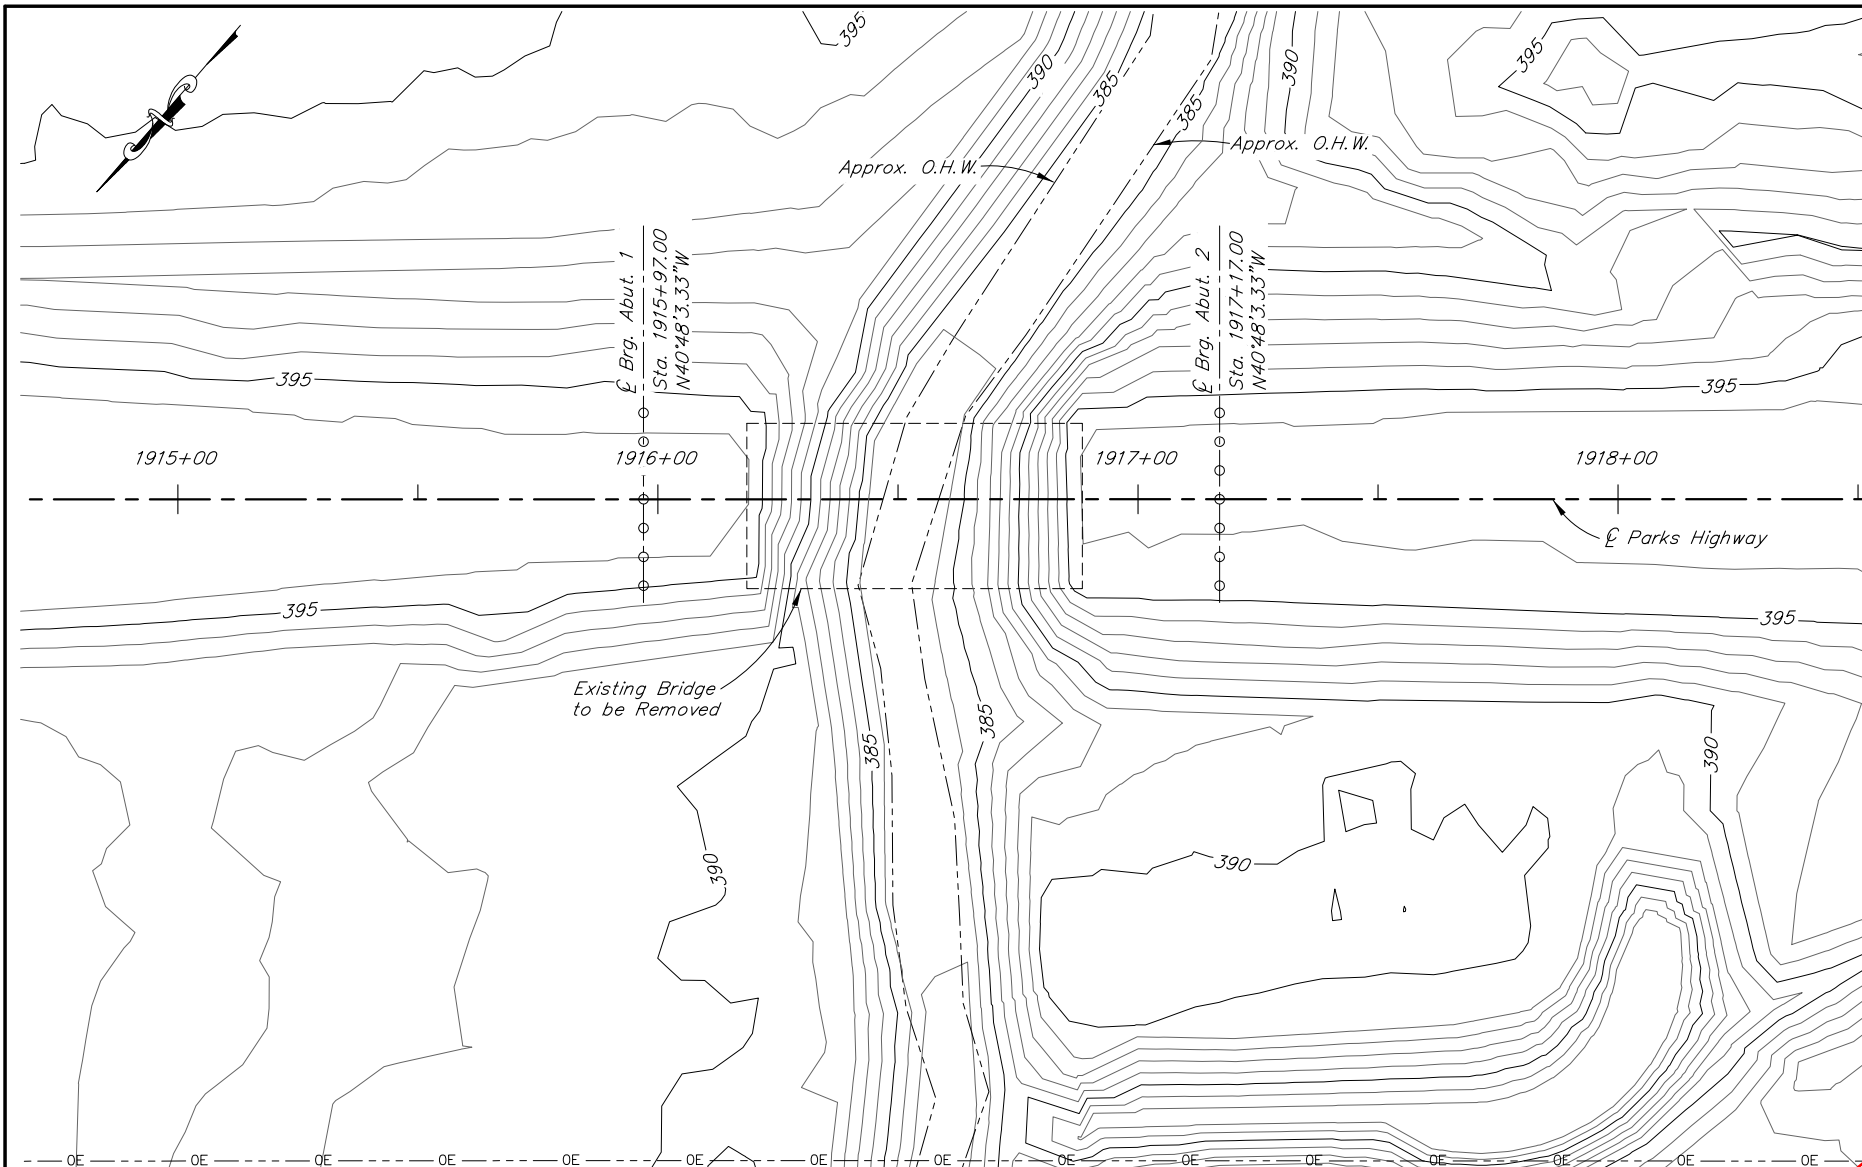 395
390
385
385
390
395
Approx. O.H.W.
Approx. O.H.W.
℄ Brg. Abut. 1
Sta. 1915+97.00
N40°48'3.33"W
℄ Brg. Abut. 2
Sta. 1917+17.00
N40°48'3.33"W
395
395
1915+00
1916+00
1917+00
1918+00
℄ Parks Highway
395
395
Existing Bridge
to be Removed
385
385
390
390
390
OE OE OE OE OE OE OE OE OE OE OE OE OE OE OE